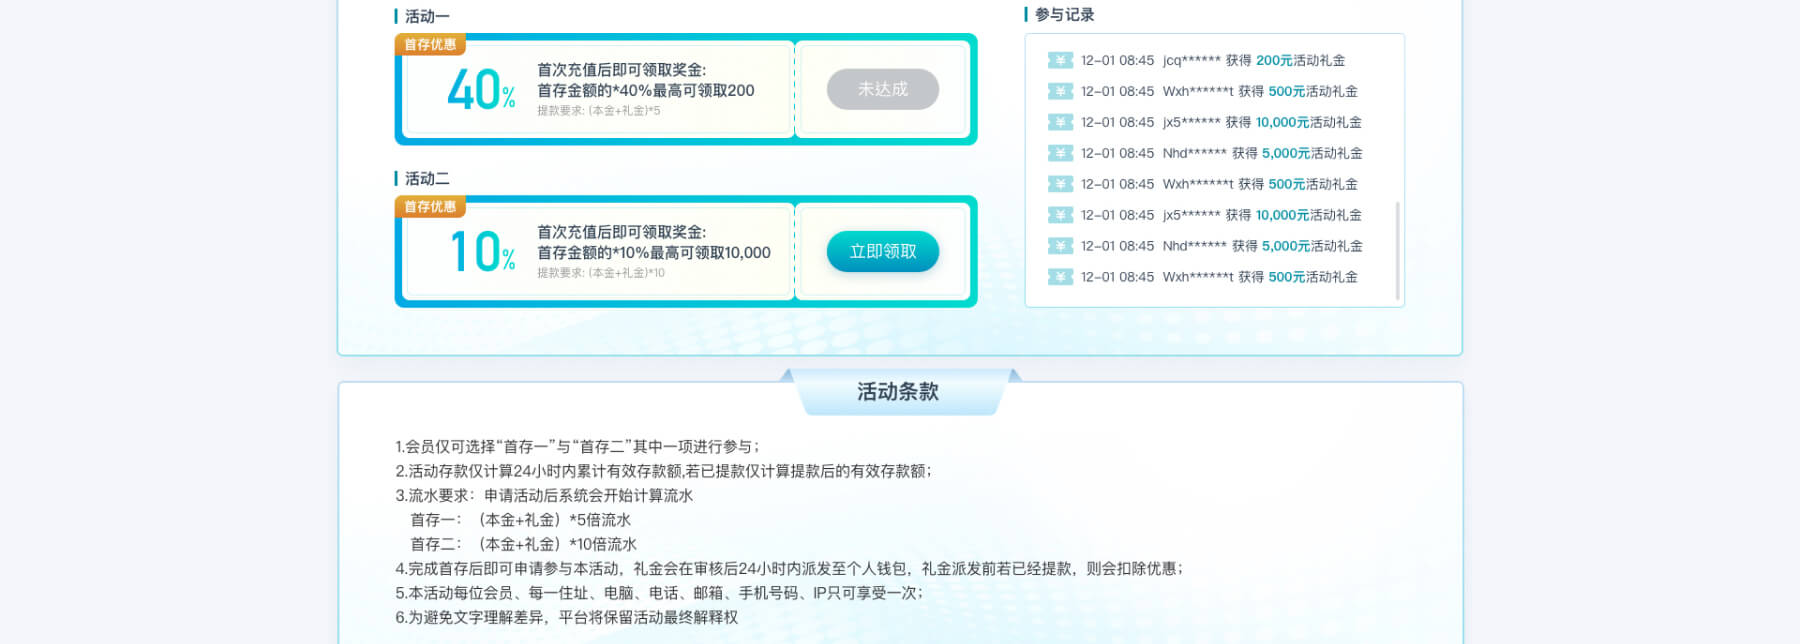 活动一
首存优惠
40%
首次充值后即可领取奖金:
首存金额的*40%最高可领取200
提款要求: (本金+礼金)*5
未达成
活动二
首存优惠
10%
首次充值后即可领取奖金:
首存金额的*10%最高可领取10,000
提款要求: (本金+礼金)*10
立即领取
参与记录
¥ 12-01 08:45 jcq****** 获得 200元活动礼金
¥ 12-01 08:45 Wxh******t 获得 500元活动礼金
¥ 12-01 08:45 jx5****** 获得 10,000元活动礼金
¥ 12-01 08:45 Nhd****** 获得 5,000元活动礼金
¥ 12-01 08:45 Wxh******t 获得 500元活动礼金
¥ 12-01 08:45 jx5****** 获得 10,000元活动礼金
¥ 12-01 08:45 Nhd****** 获得 5,000元活动礼金
¥ 12-01 08:45 Wxh******t 获得 500元活动礼金
活动条款
1.会员仅可选择“首存一”与“首存二”其中一项进行参与；
2.活动存款仅计算24小时内累计有效存款额,若已提款仅计算提款后的有效存款额；
3.流水要求：申请活动后系统会开始计算流水
首存一：（本金+礼金）*5倍流水
首存二：（本金+礼金）*10倍流水
4.完成首存后即可申请参与本活动，礼金会在审核后24小时内派发至个人钱包，礼金派发前若已经提款，则会扣除优惠；
5.本活动每位会员、每一住址、电脑、电话、邮箱、手机号码、IP只可享受一次；
6.为避免文字理解差异，平台将保留活动最终解释权